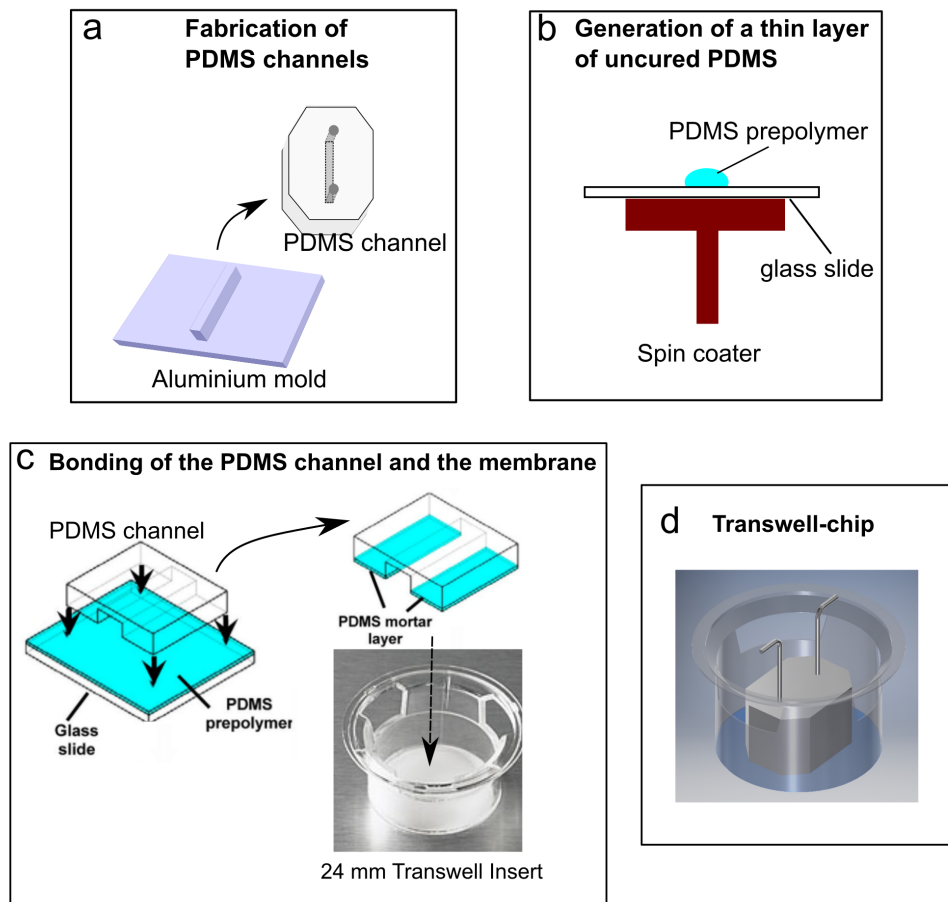 a
Fabrication of
PDMS channels
PDMS channel
Aluminium mold
b
Generation of a thin layer
of uncured PDMS
PDMS prepolymer
glass slide
Spin coater
c Bonding of the PDMS channel and the membrane
PDMS channel
PDMS mortar
layer
PDMS
prepolymer
Glass
slide
24 mm Transwell Insert
d
Transwell-chip